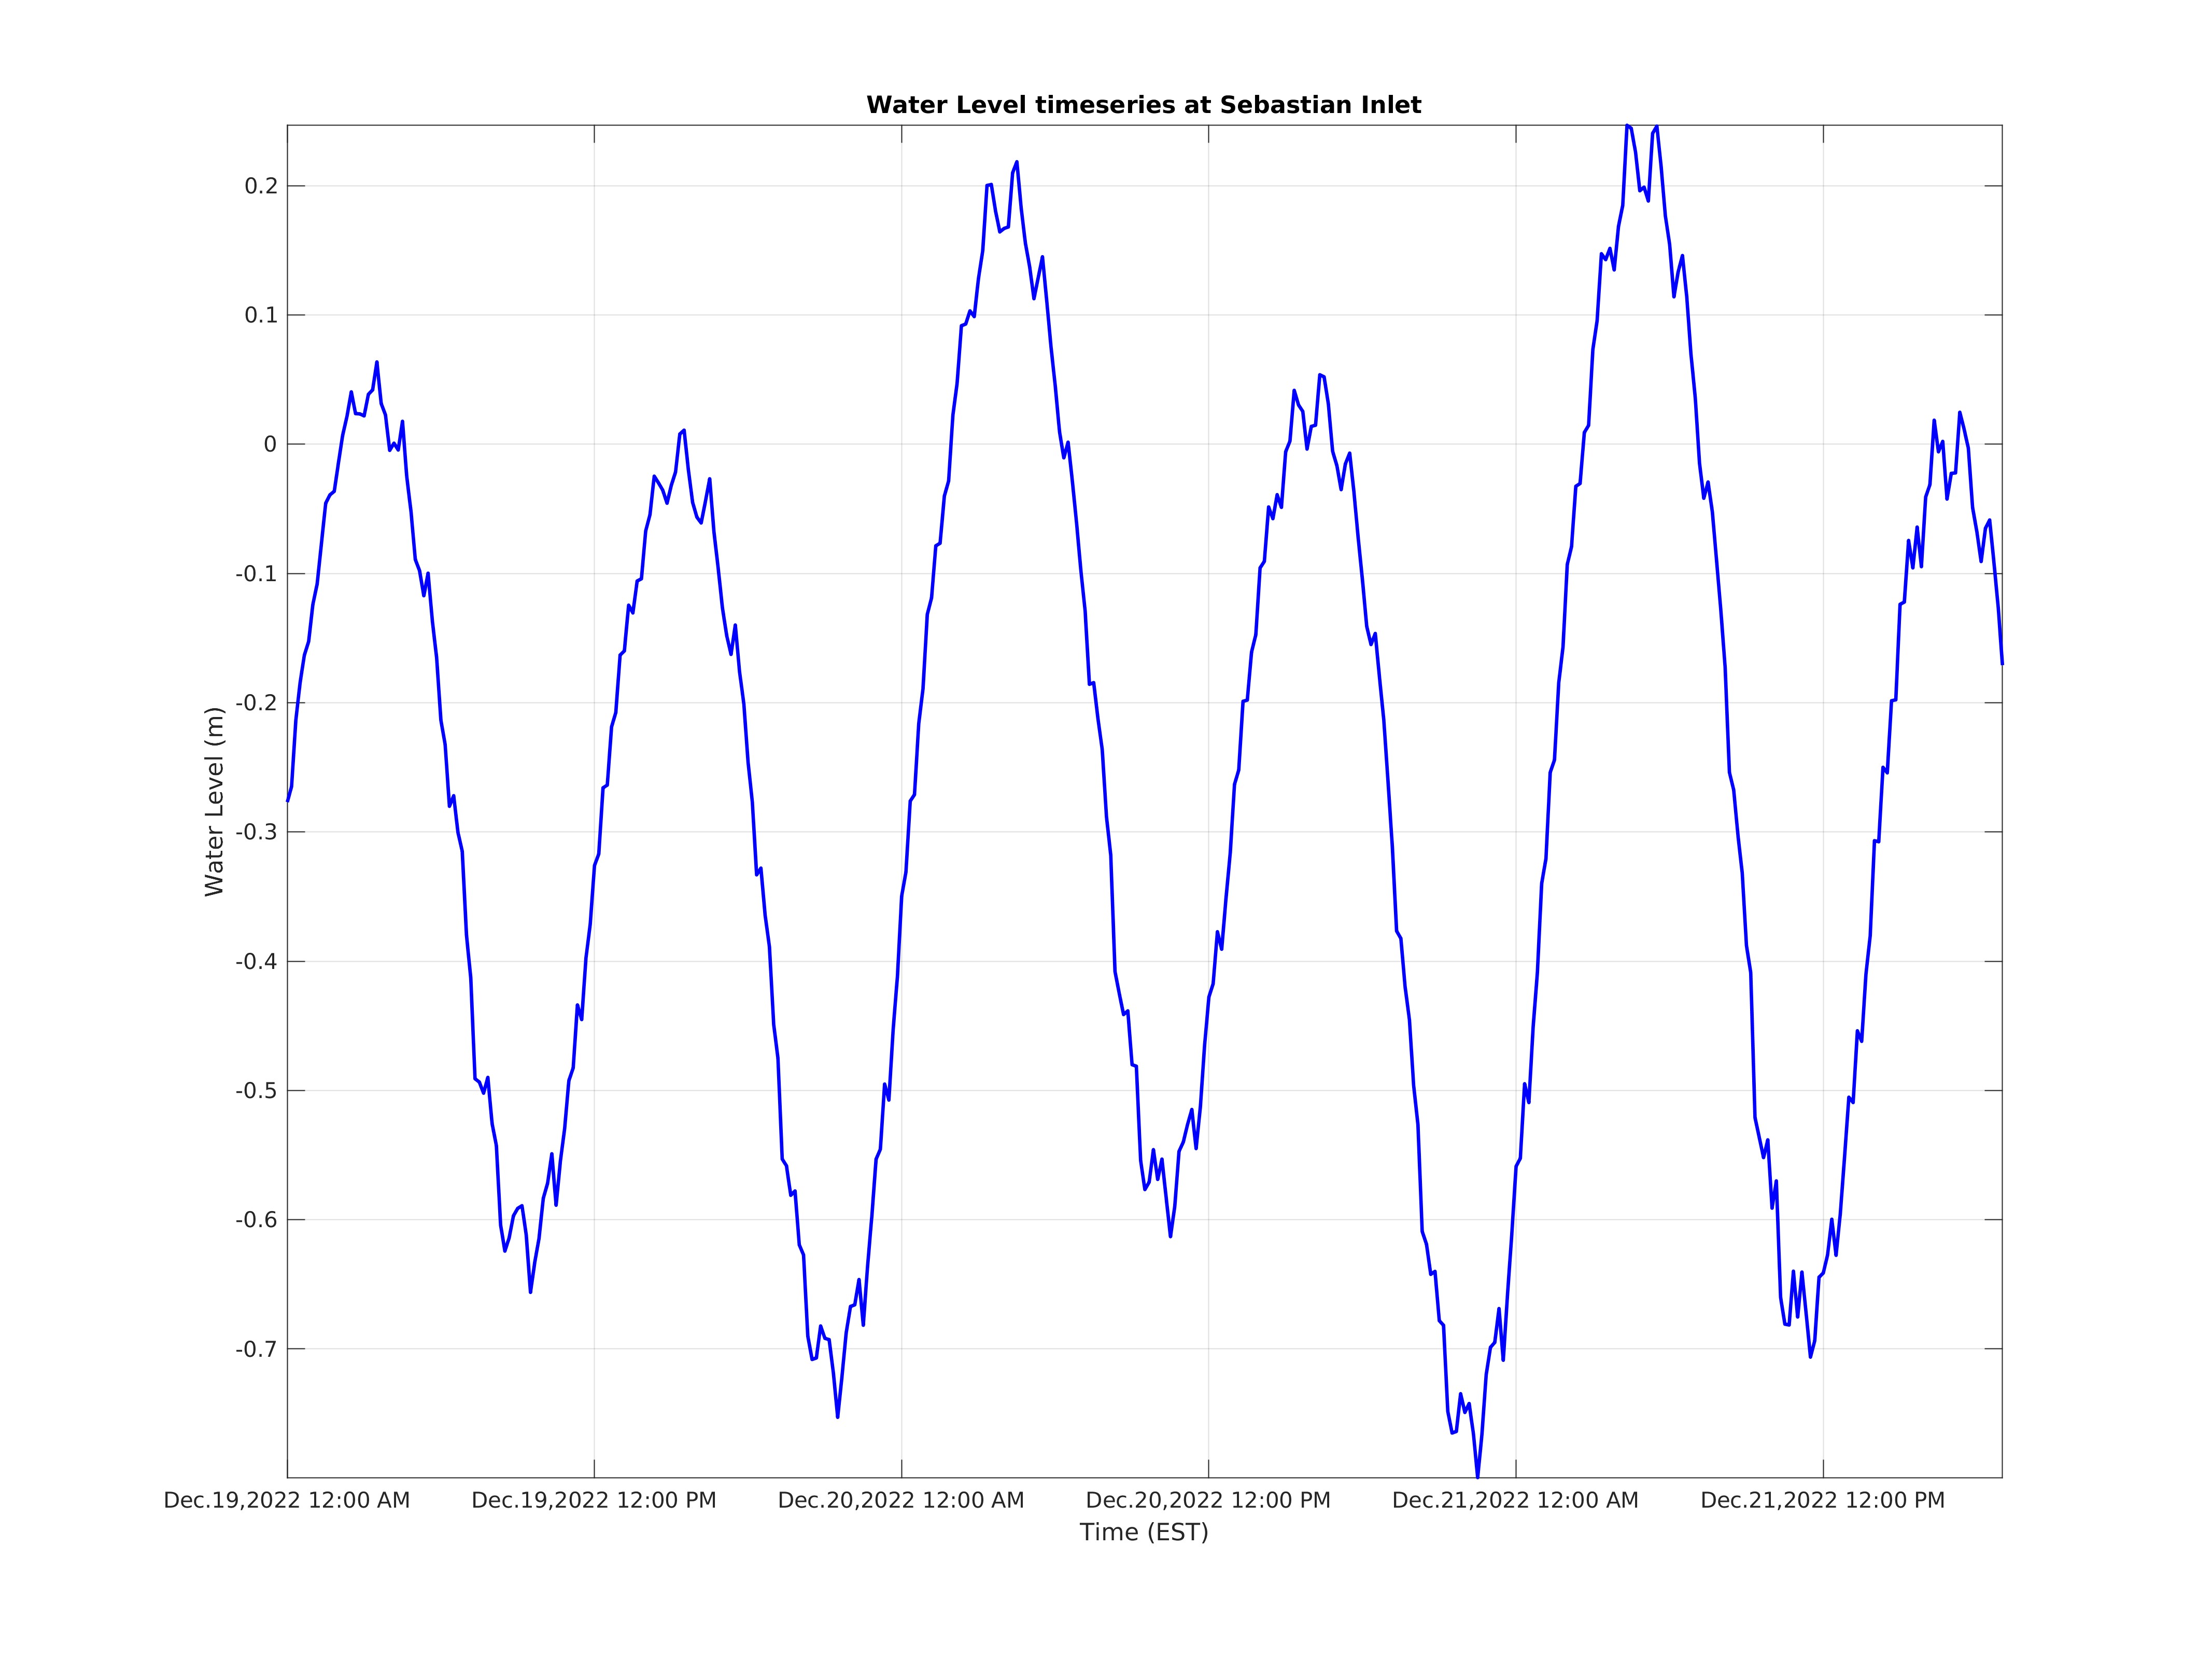 Water Level timeseries at Sebastian Inlet
0.2
0.1
0
-0.1
-0.2
-0.3
-0.4
-0.5
-0.6
-0.7
Water Level (m)
Dec.19,2022 12:00 AM
Dec.19,2022 12:00 PM
Dec.20,2022 12:00 AM
Dec.20,2022 12:00 PM
Dec.21,2022 12:00 AM
Dec.21,2022 12:00 PM
Time (EST)